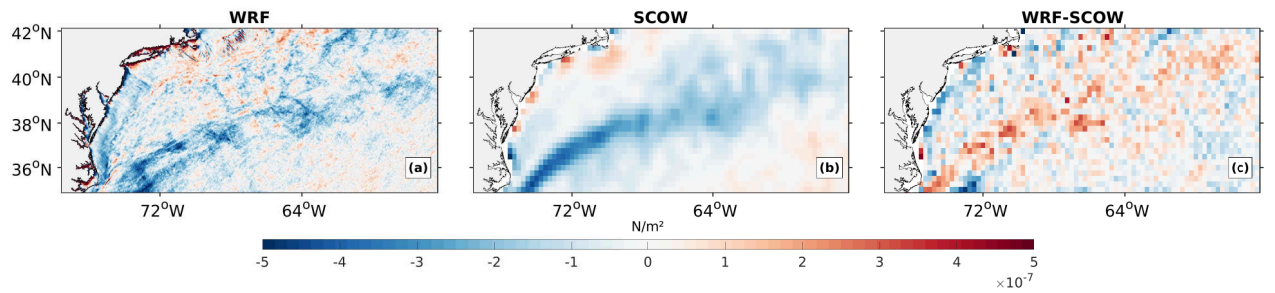 WRF SCOW WRF-SCOW
42°N
40°N
38°N
36°N
(a) (b) (c)
72°W 64°W 72°W 64°W 72°W 64°W
N/m²
-5 -4 -3 -2 -1 0 1 2 3 4 5
×10⁻⁷